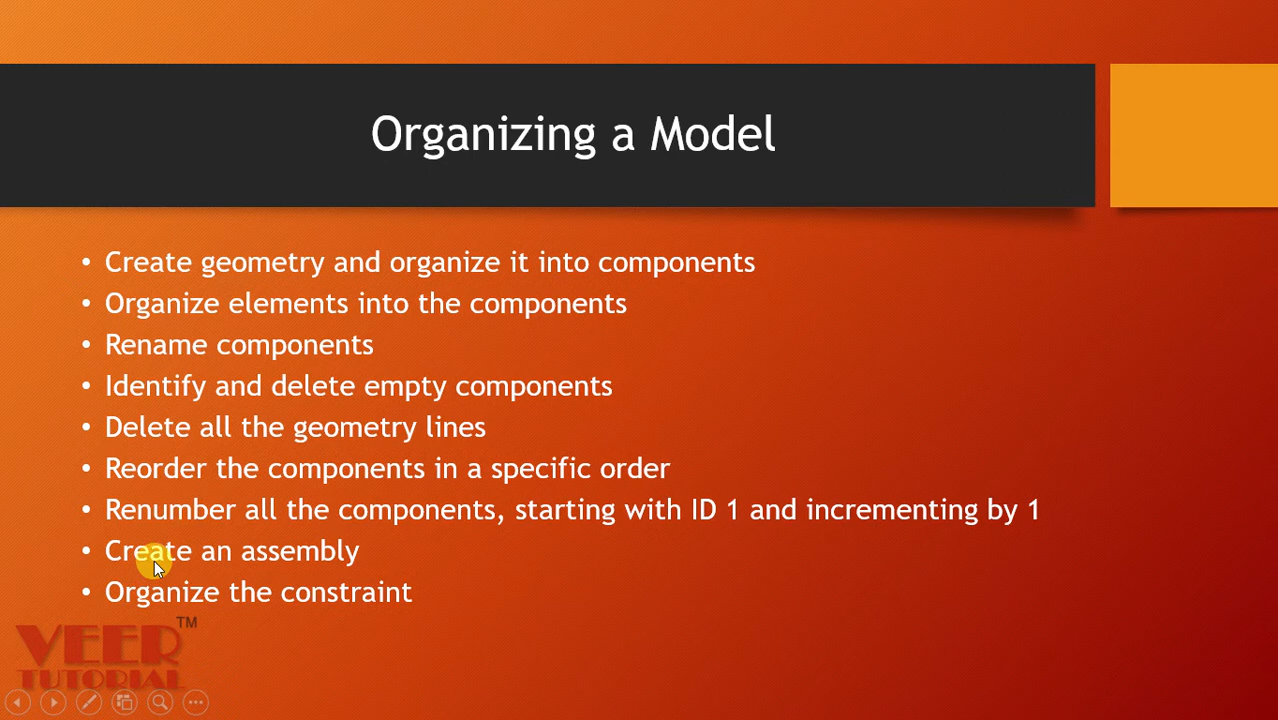 Organizing a Model
• Create geometry and organize it into components
• Organize elements into the components
• Rename components
• Identify and delete empty components
• Delete all the geometry lines
• Reorder the components in a specific order
• Renumber all the components, starting with ID 1 and incrementing by 1
• Create an assembly
• Organize the constraint
VEER TM
TUTORIAL